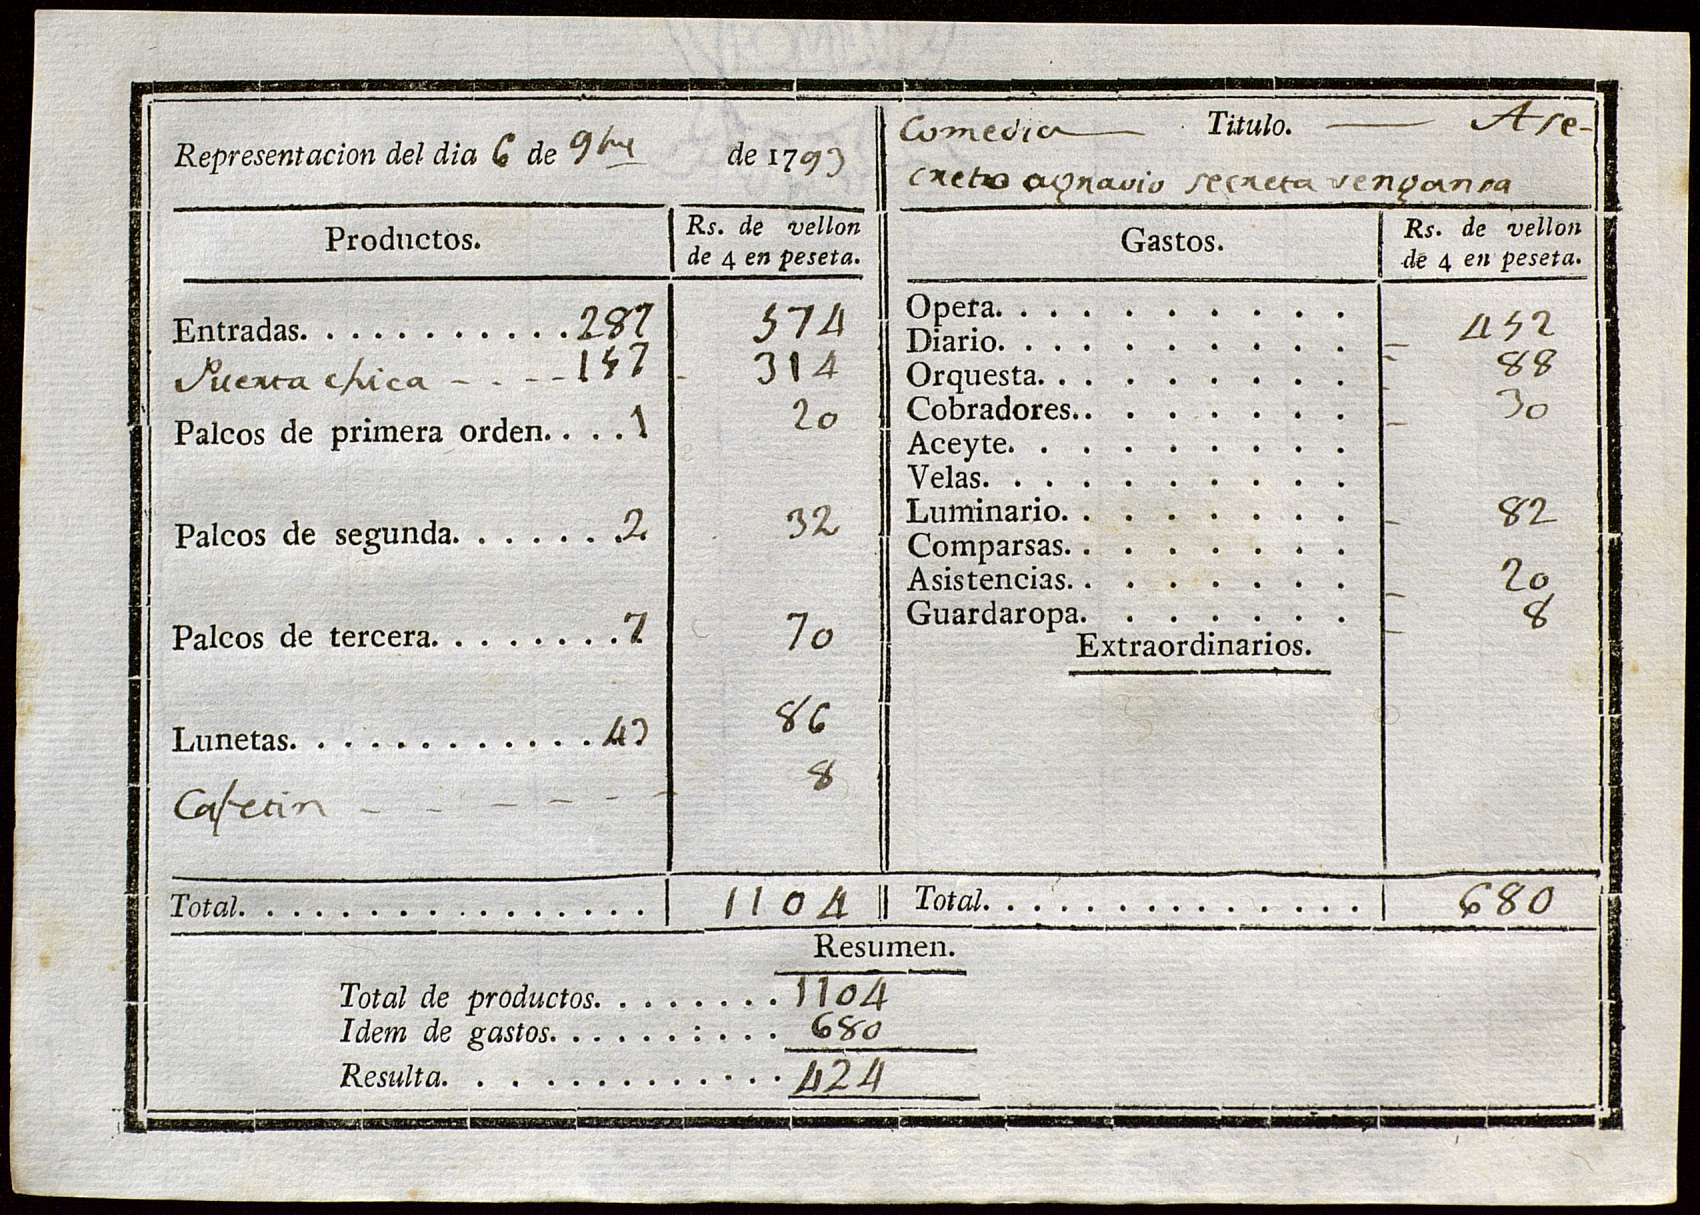 Representacion del dia 6 de 9bre de 1793
Comedia Titulo. A se-
creto agravio secreta venganza
Productos. Rs. de vellon
de 4 en peseta.
Entradas. . . . . . . . . . . 287 574
Puerta chica - - - - 157 - 314
Palcos de primera orden. . . . 1 20
Palcos de segunda. . . . . . . 2 32
Palcos de tercera. . . . . . . . 7 70
Lunetas. . . . . . . . . . . . 43 86
Cafetin - - - - - - 8
Total. . . . . . . . . . . . . . . . 1104
Gastos. Rs. de vellon
de 4 en peseta.
Opera. . . . . . . . . .
Diario. . . . . . . . . . - 452
Orquesta. . . . . . . . . - 88
Cobradores. . . . . . . . - 30
Aceyte. . . . . . . . .
Velas. . . . . . . . . .
Luminario. . . . . . . . - 82
Comparsas. . . . . . . .
Asistencias. . . . . . . . - 20
Guardaropa. . . . . . . - 8
Extraordinarios.
Total. . . . . . . . . . . . . . . 680
Resumen.
Total de productos. . . . . . . . 1104
Idem de gastos. . . . . . : . . . 680
Resulta. . . . . . . . . . . . . 424